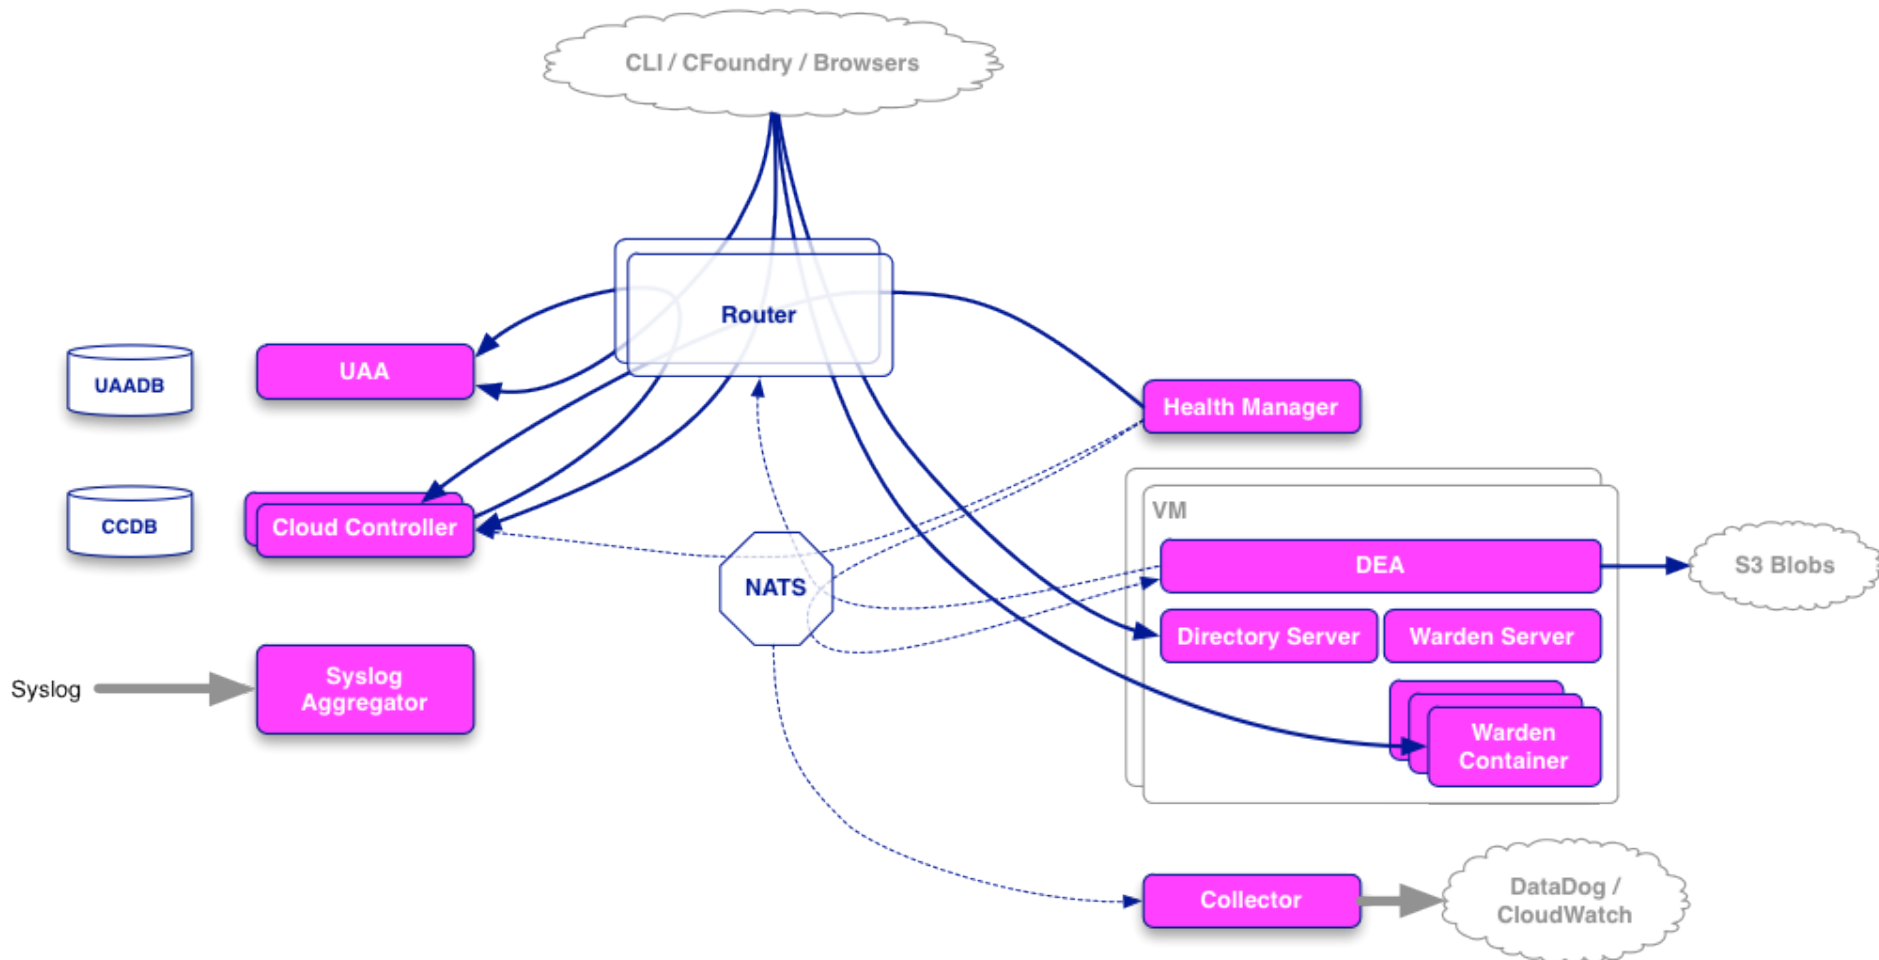 CLI / CFoundry / Browsers
Router
UAADB
UAA
Health Manager
CCDB
Cloud Controller
VM
NATS
DEA
S3 Blobs
Directory Server
Warden Server
Syslog
Syslog
Aggregator
Warden
Container
Collector
DataDog /
CloudWatch